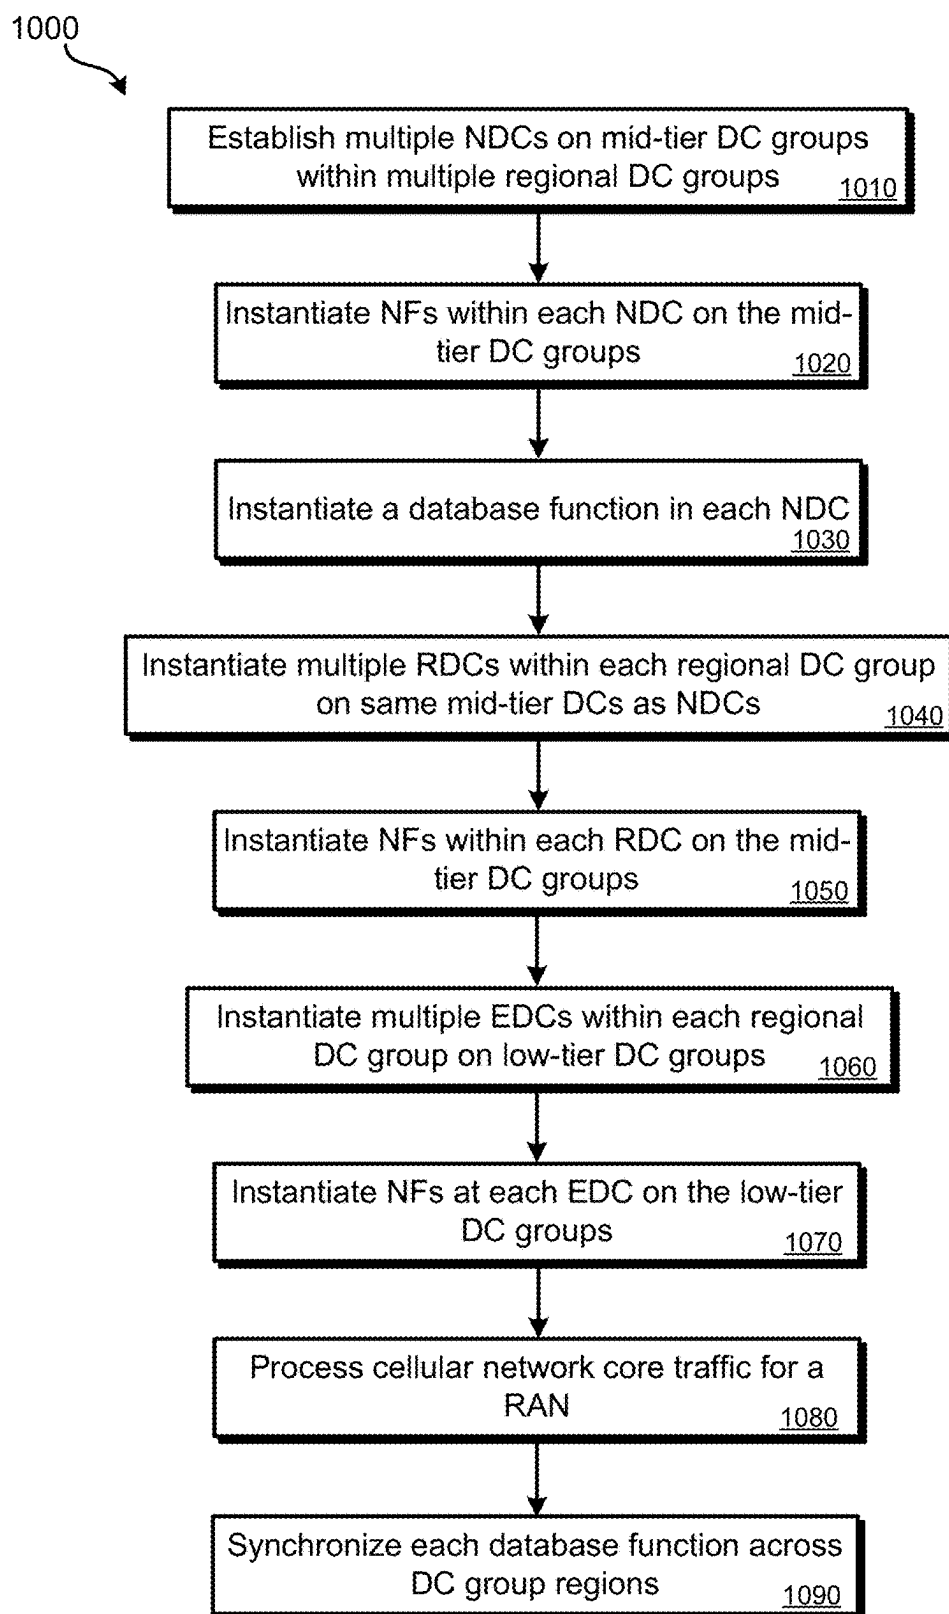 1000
Establish multiple NDCs on mid-tier DC groups
within multiple regional DC groups
1010
Instantiate NFs within each NDC on the mid-
tier DC groups
1020
Instantiate a database function in each NDC
1030
Instantiate multiple RDCs within each regional DC group
on same mid-tier DCs as NDCs
1040
Instantiate NFs within each RDC on the mid-
tier DC groups
1050
Instantiate multiple EDCs within each regional
DC group on low-tier DC groups
1060
Instantiate NFs at each EDC on the low-tier
DC groups
1070
Process cellular network core traffic for a
RAN
1080
Synchronize each database function across
DC group regions
1090